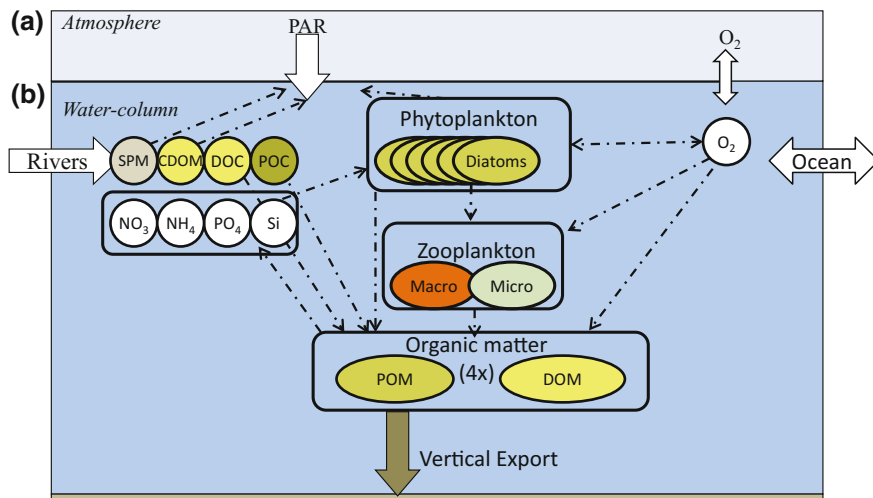 (a) Atmosphere
PAR
O2
(b) Water-column
Phytoplankton
Diatoms
O2
Rivers
SPM CDOM DOC POC
Ocean
NO3 NH4 PO4 Si
Zooplankton
Macro Micro
Organic matter
POM (4x) DOM
Vertical Export